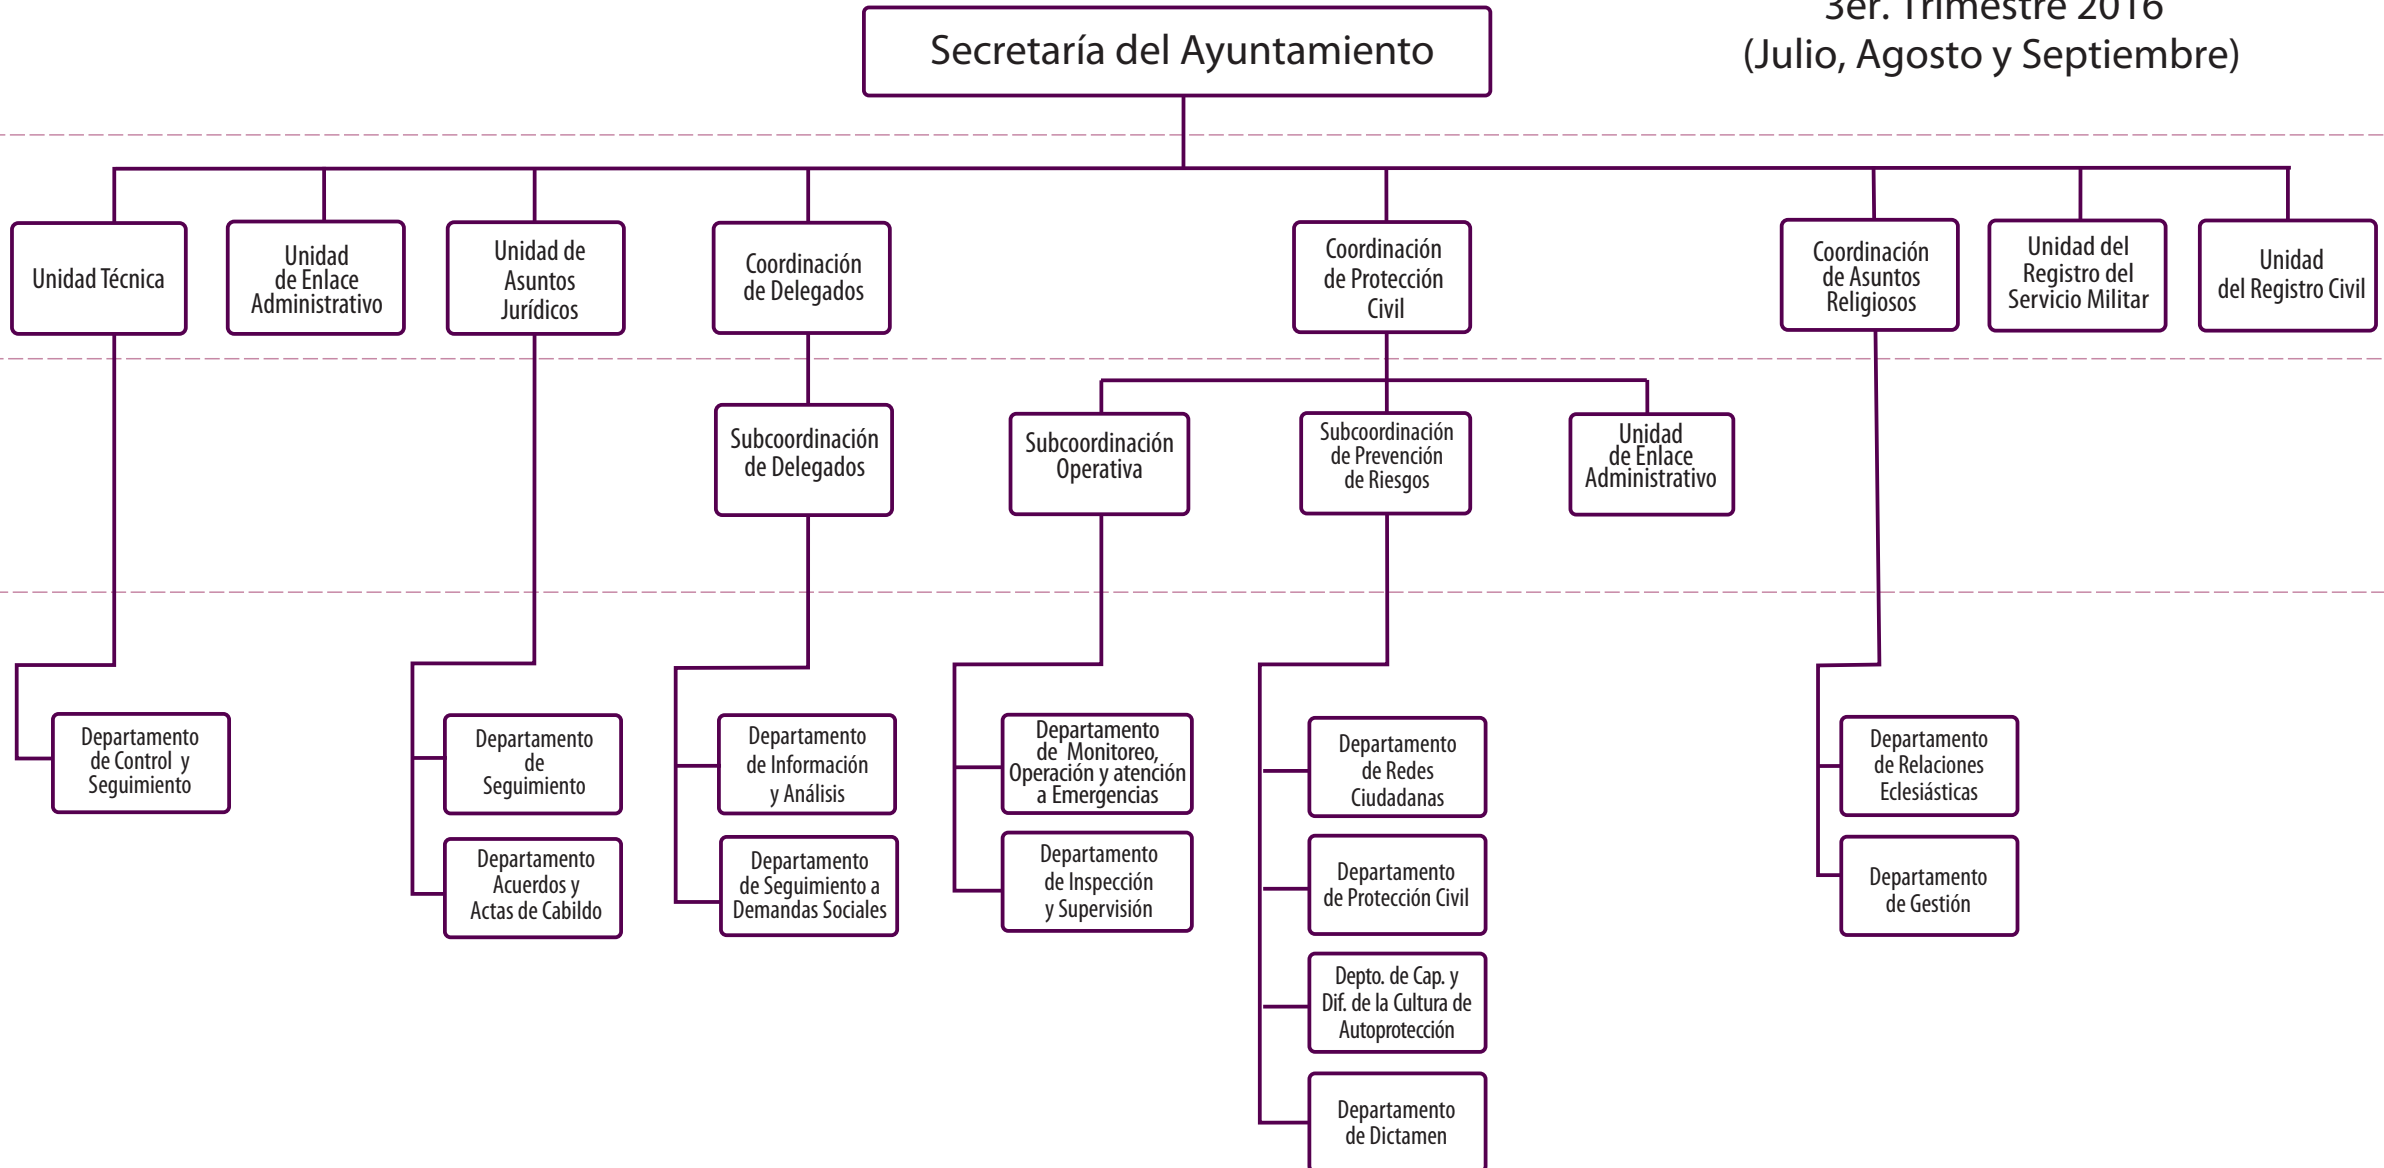 3er. Trimestre 2016
(Julio, Agosto y Septiembre)
Secretaría del Ayuntamiento
Unidad Técnica
Unidad
de Enlace
Administrativo
Unidad de
Asuntos
Jurídicos
Coordinación
de Delegados
Coordinación
de Protección
Civil
Coordinación
de Asuntos
Religiosos
Unidad del
Registro del
Servicio Militar
Unidad
del Registro Civil
Subcoordinación
de Delegados
Subcoordinación
Operativa
Subcoordinación
de Prevención
de Riesgos
Unidad
de Enlace
Administrativo
Departamento
de Control y
Seguimiento
Departamento
de
Seguimiento
Departamento
Acuerdos y
Actas de Cabildo
Departamento
de Información
y Análisis
Departamento
de Seguimiento a
Demandas Sociales
Departamento
de Monitoreo,
Operación y atención
a Emergencias
Departamento
de Inspección
y Supervisión
Departamento
de Redes
Ciudadanas
Departamento
de Protección Civil
Depto. de Cap. y
Dif. de la Cultura de
Autoprotección
Departamento
de Dictamen
Departamento
de Relaciones
Eclesiásticas
Departamento
de Gestión